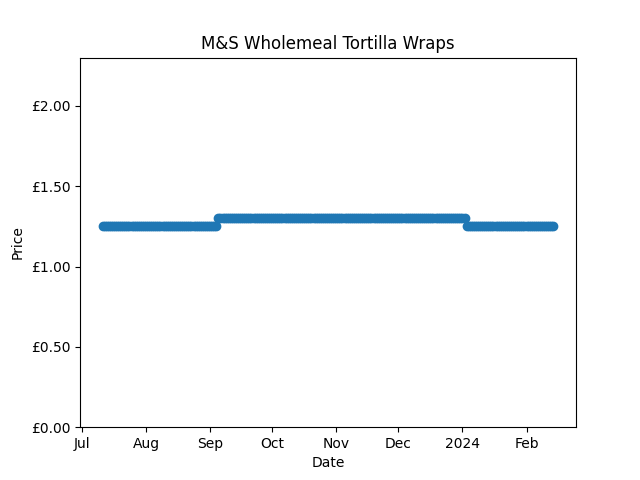 M&S Wholemeal Tortilla Wraps
£2.00
£1.50
£1.00
£0.50
£0.00
Price
Jul Aug Sep Oct Nov Dec 2024 Feb
Date